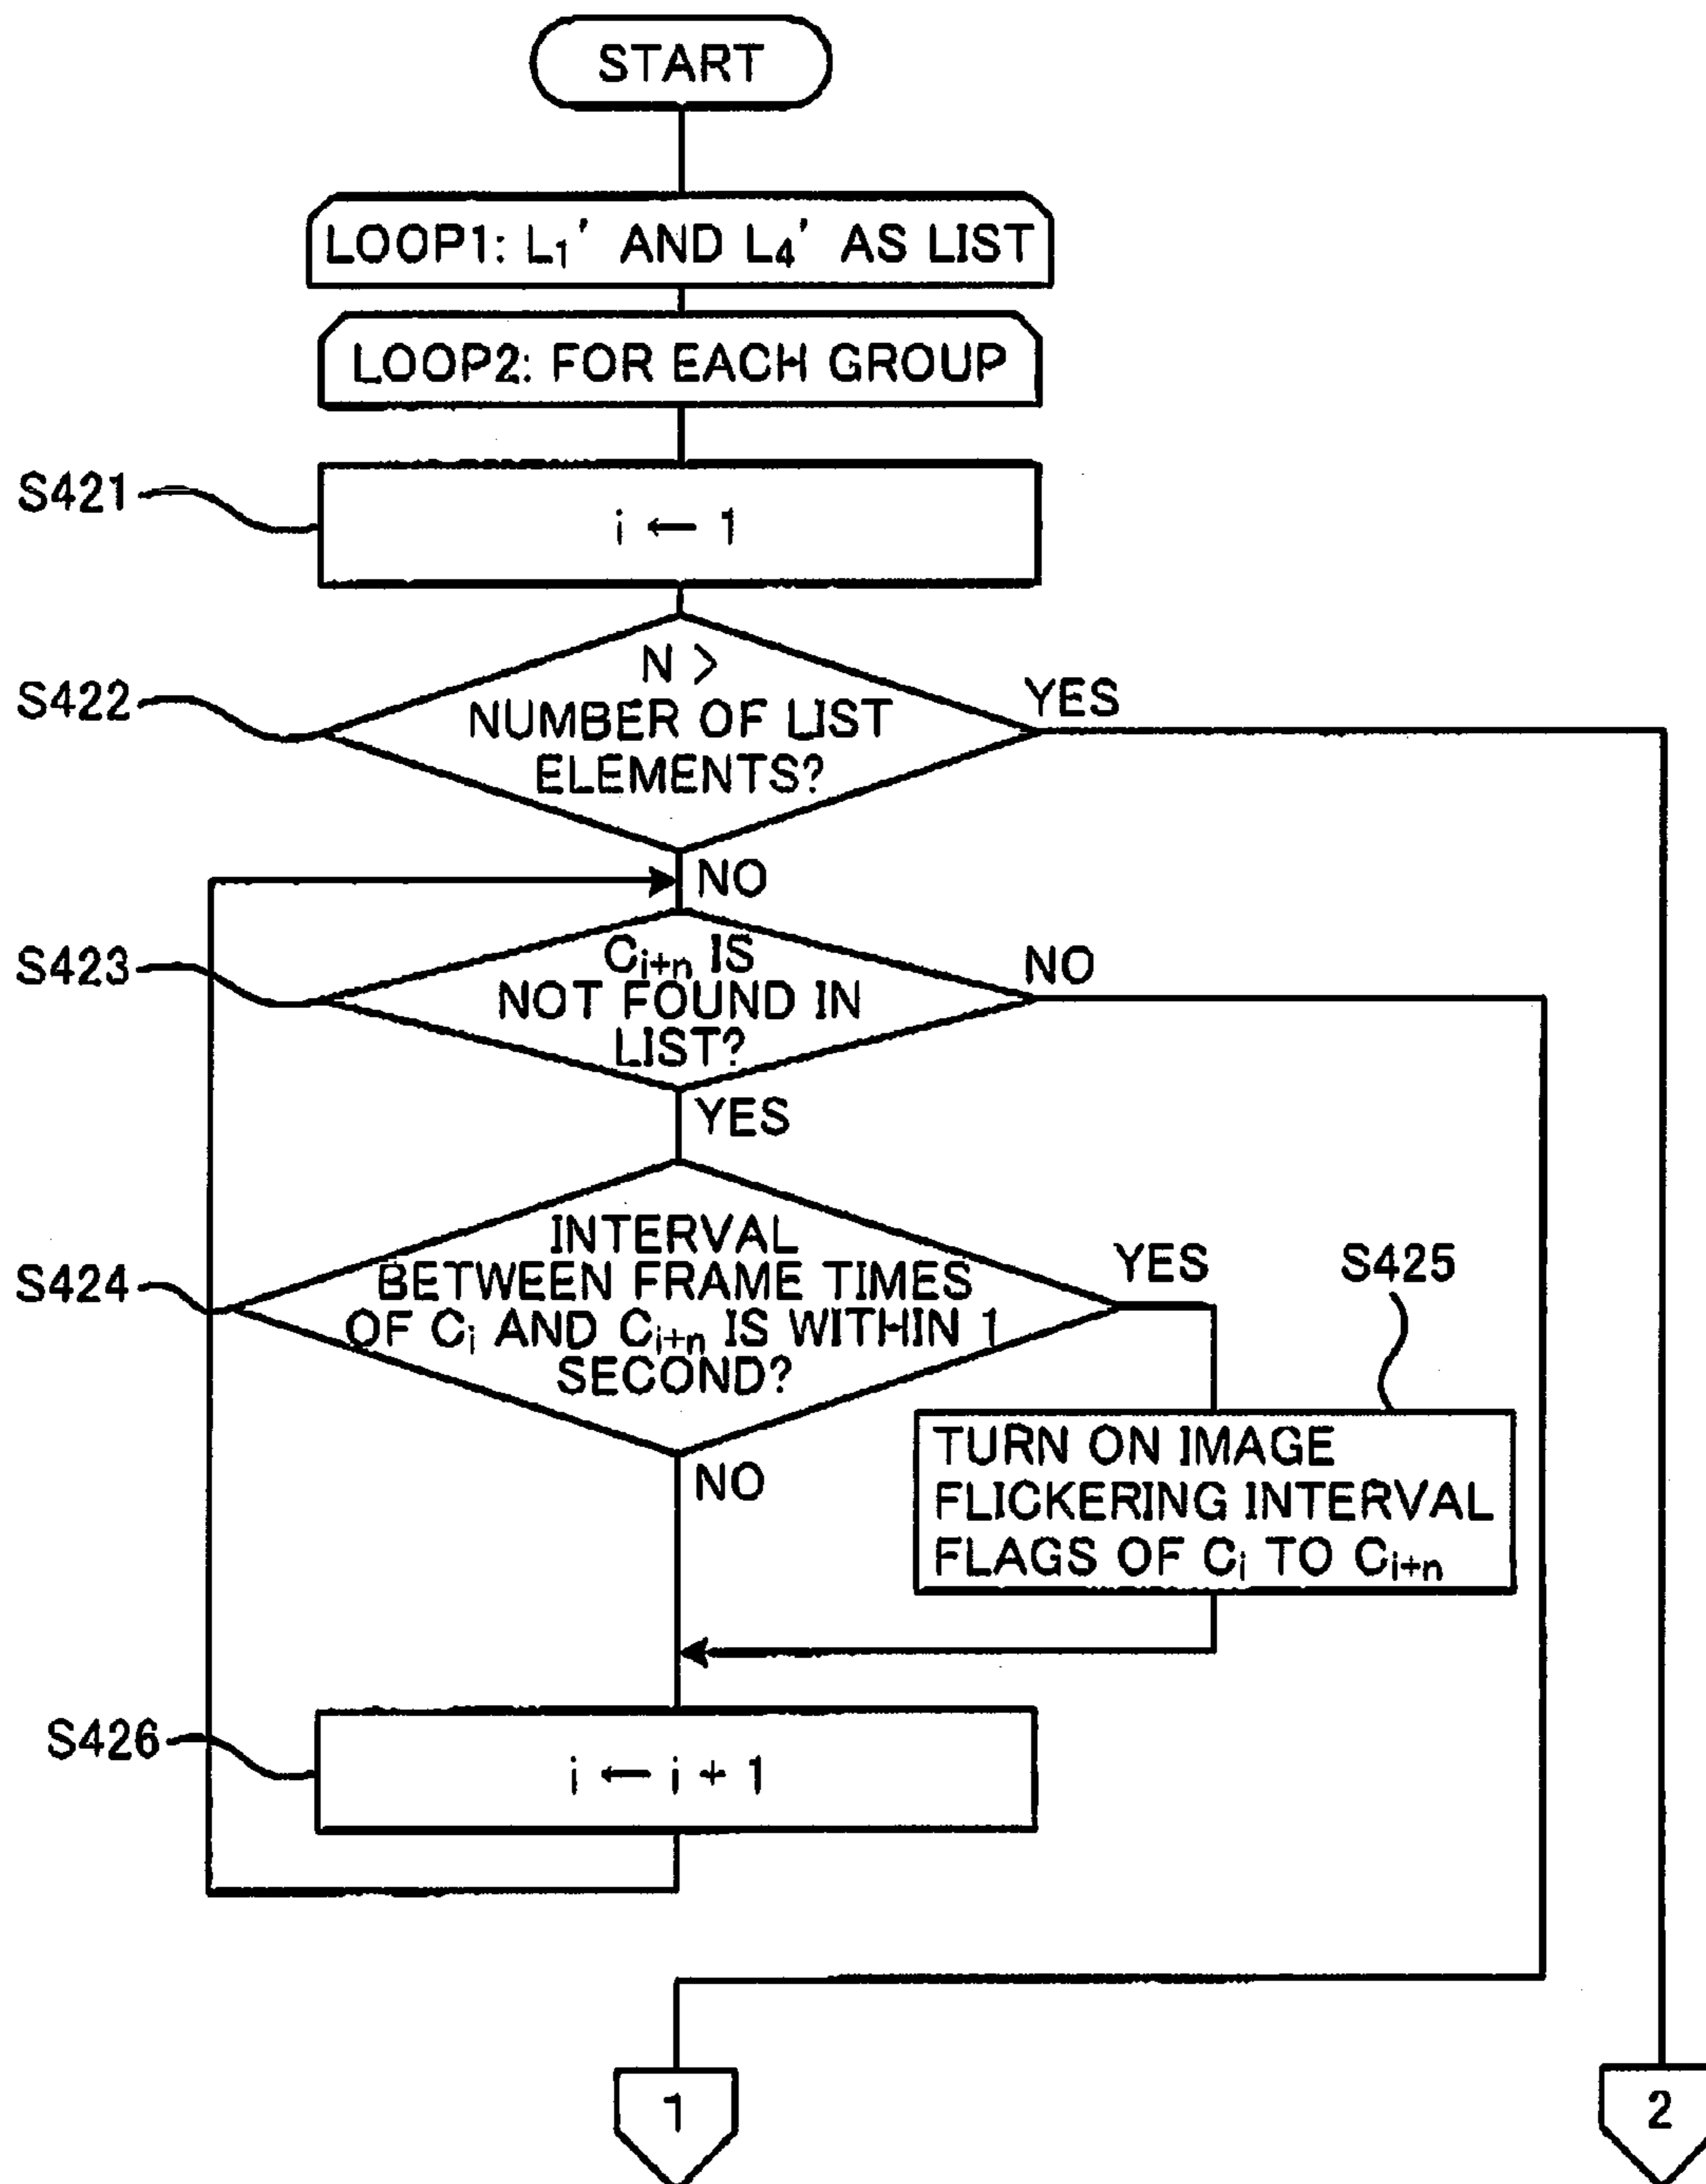 START
LOOP1: L₁' AND L₄' AS LIST
LOOP2: FOR EACH GROUP
S421
i ← 1
S422
N >
NUMBER OF LIST
ELEMENTS?
YES
NO
S423
Cᵢ₊ₙ IS
NOT FOUND IN
LIST?
NO
YES
S424
INTERVAL
BETWEEN FRAME TIMES
OF Cᵢ AND Cᵢ₊ₙ IS WITHIN 1
SECOND?
YES
S425
NO
TURN ON IMAGE
FLICKERING INTERVAL
FLAGS OF Cᵢ TO Cᵢ₊ₙ
S426
i ← i + 1
1
2